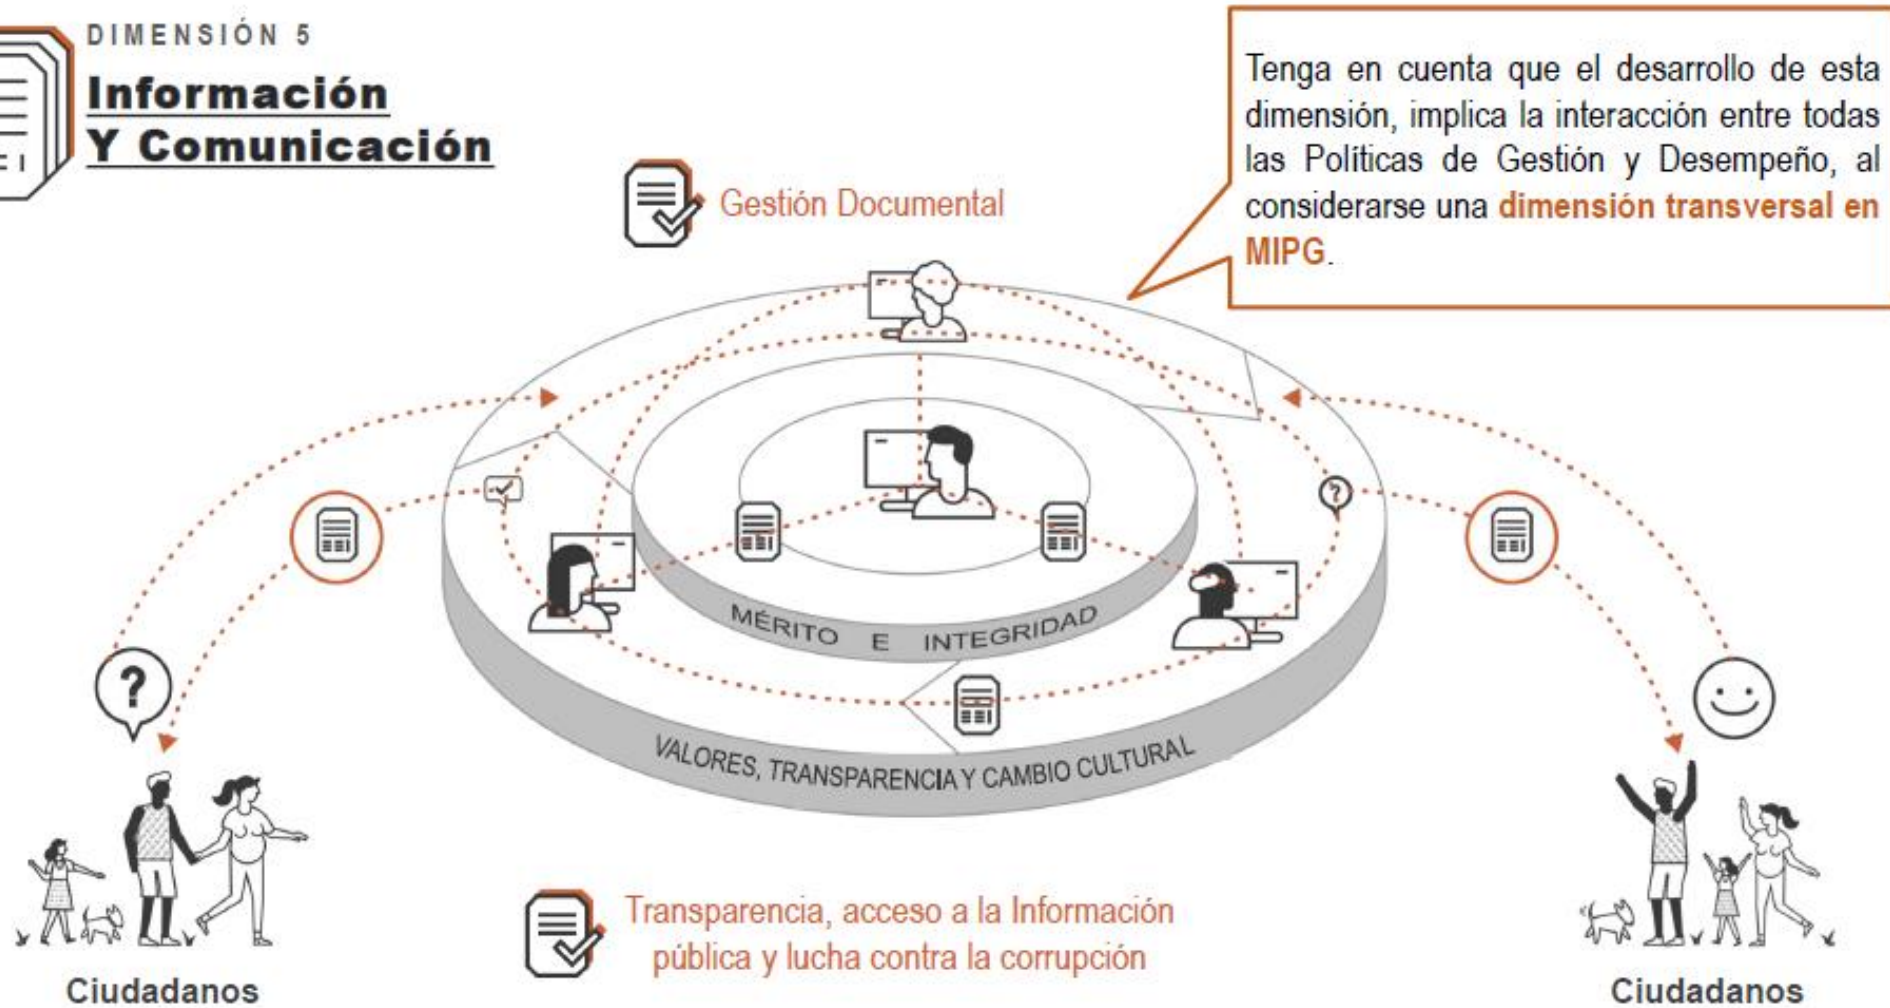 DIMENSIÓN 5
Información
Y Comunicación
Tenga en cuenta que el desarrollo de esta
dimensión, implica la interacción entre todas
las Políticas de Gestión y Desempeño, al
considerarse una dimensión transversal en
MIPG.
Gestión Documental
?
?
MÉRITO E INTEGRIDAD
VALORES, TRANSPARENCIA Y CAMBIO CULTURAL
Transparencia, acceso a la Información
pública y lucha contra la corrupción
Ciudadanos
Ciudadanos